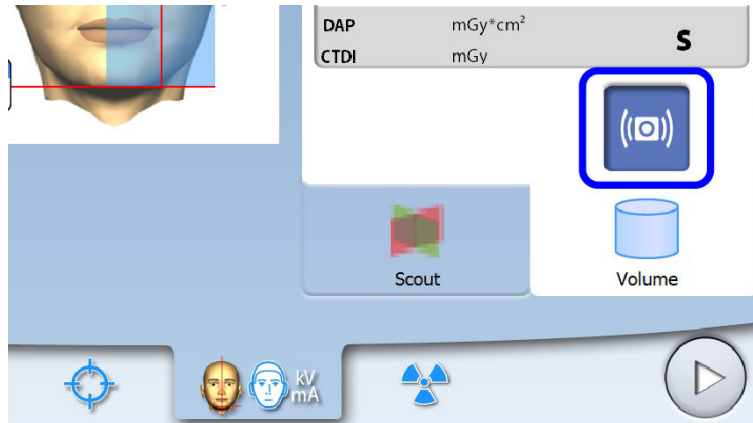 DAP mGy*cm²
CTDI mGy
S
Scout
Volume
kV
mA